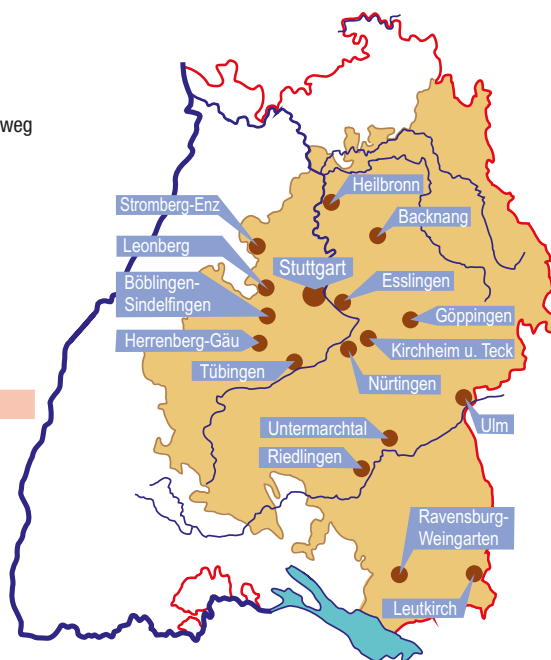 weg
Heilbronn
Stromberg-Enz
Backnang
Leonberg
Stuttgart
Böblingen-
Sindelfingen
Esslingen
Göppingen
Herrenberg-Gäu
Kirchheim u. Teck
Tübingen
Nürtingen
Untermarchtal
Ulm
Riedlingen
Ravensburg-
Weingarten
Leutkirch